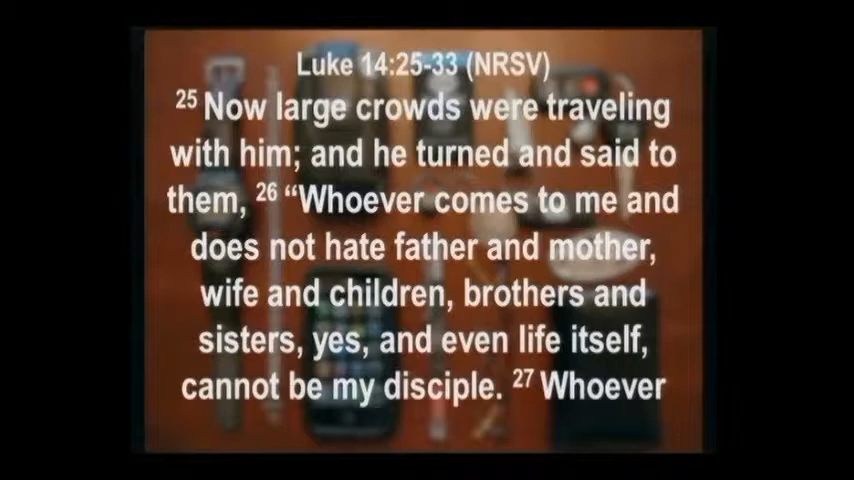 Luke 14:25-33 (NRSV)
25 Now large crowds were traveling
with him; and he turned and said to
them, 26 “Whoever comes to me and
does not hate father and mother,
wife and children, brothers and
sisters, yes, and even life itself,
cannot be my disciple. 27 Whoever